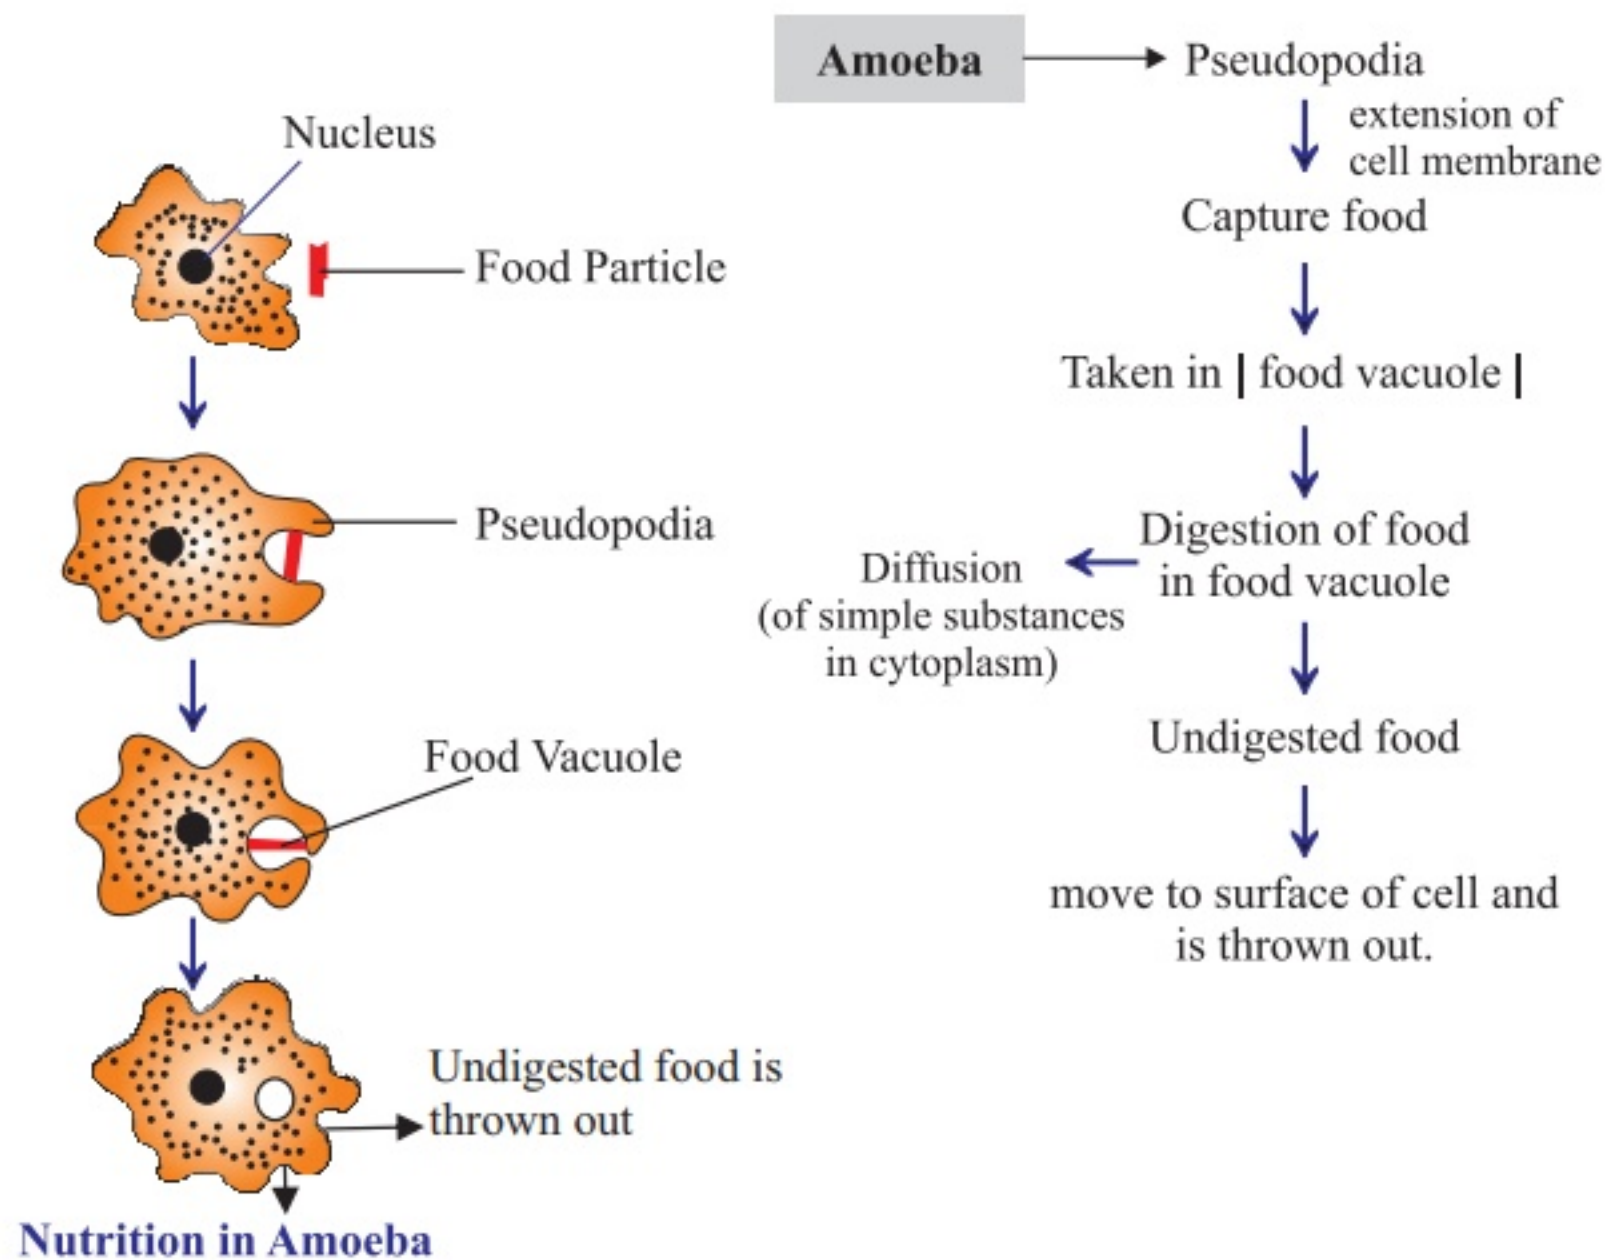 Nucleus
Food Particle
Pseudopodia
Food Vacuole
Undigested food is
thrown out
Nutrition in Amoeba
Amoeba
Pseudopodia
extension of
cell membrane
Capture food
Taken in | food vacuole |
Digestion of food
in food vacuole
Diffusion
(of simple substances
in cytoplasm)
Undigested food
move to surface of cell and
is thrown out.